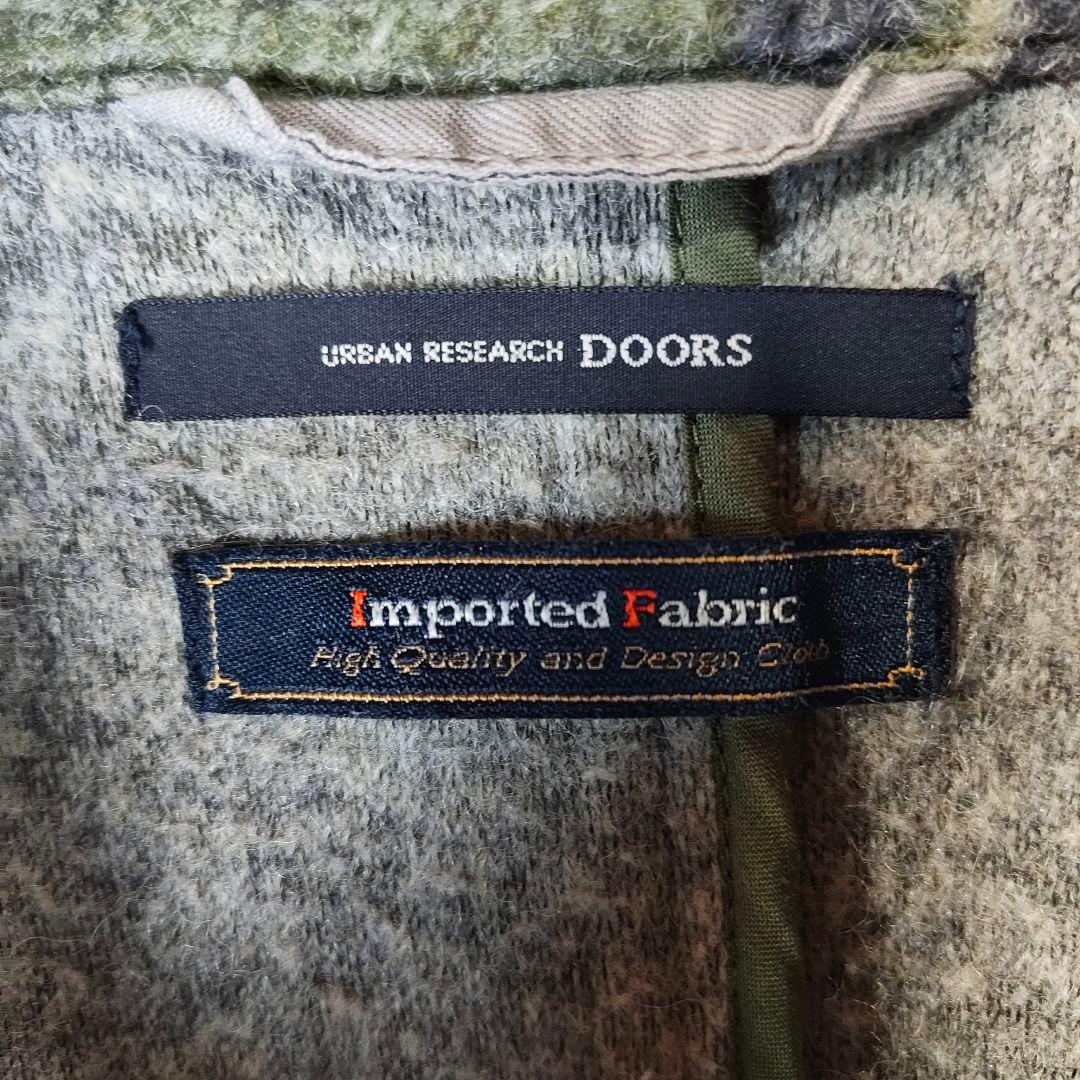 URBAN RESEARCH DOORS
Imported Fabric
High Quality and Design Cloth